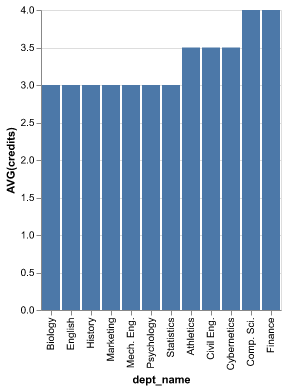 4.0
3.5
3.0
2.5
2.0
1.5
1.0
0.5
0.0
AVG(credits)
Biology
English
History
Marketing
Mech. Eng.
Psychology
Statistics
Athletics
Civil Eng.
Cybernetics
Comp. Sci.
Finance
dept_name